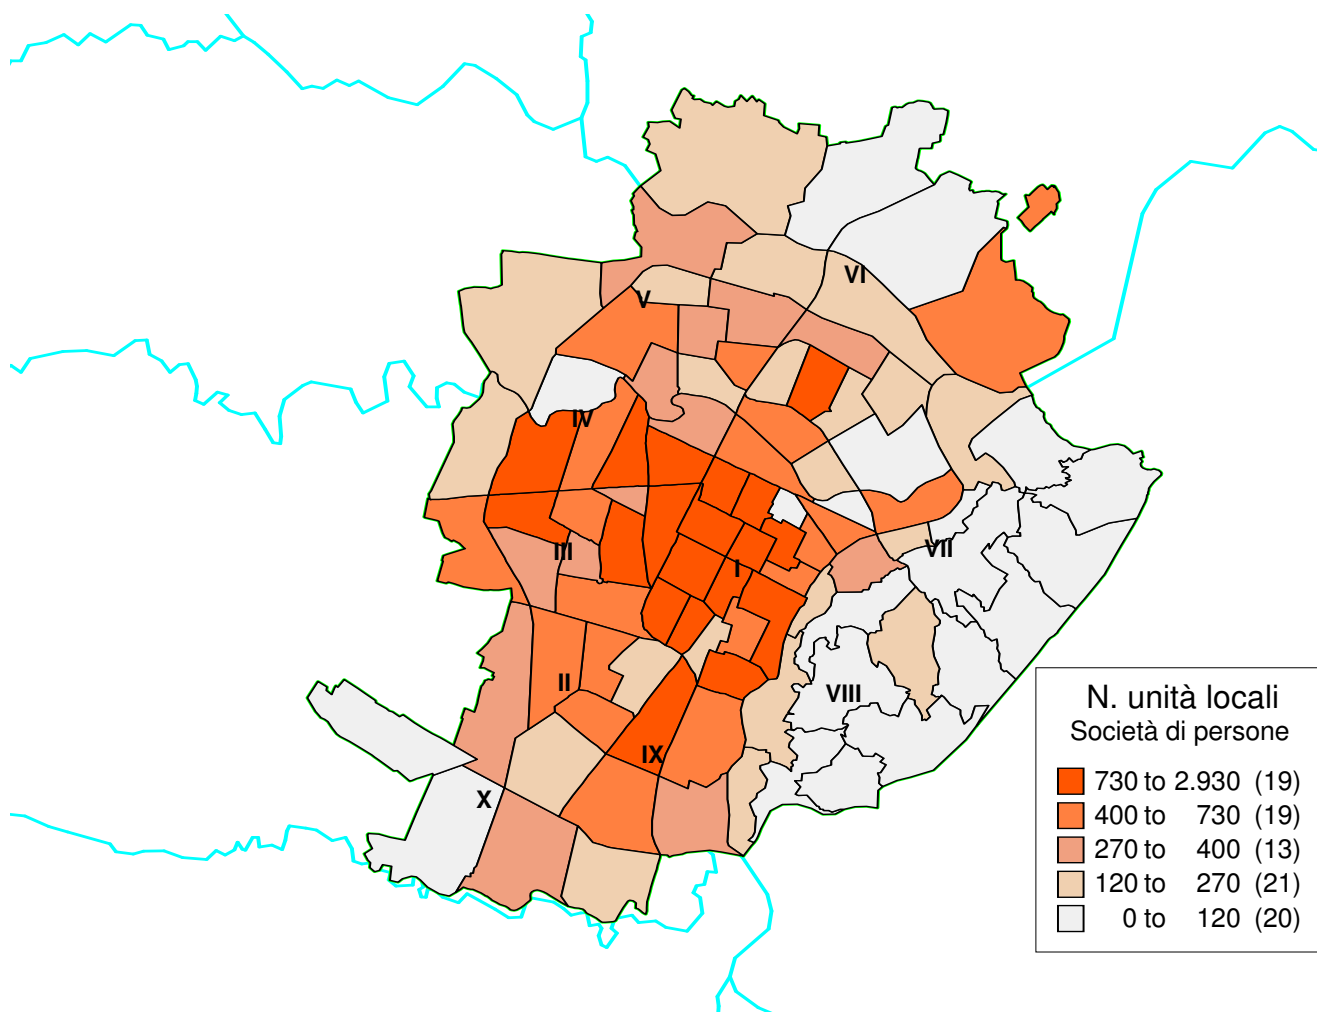 VI
V
IV
III
VII
I
II
VIII
IX
X
N. unità locali
Società di persone
730 to 2.930 (19)
400 to 730 (19)
270 to 400 (13)
120 to 270 (21)
0 to 120 (20)